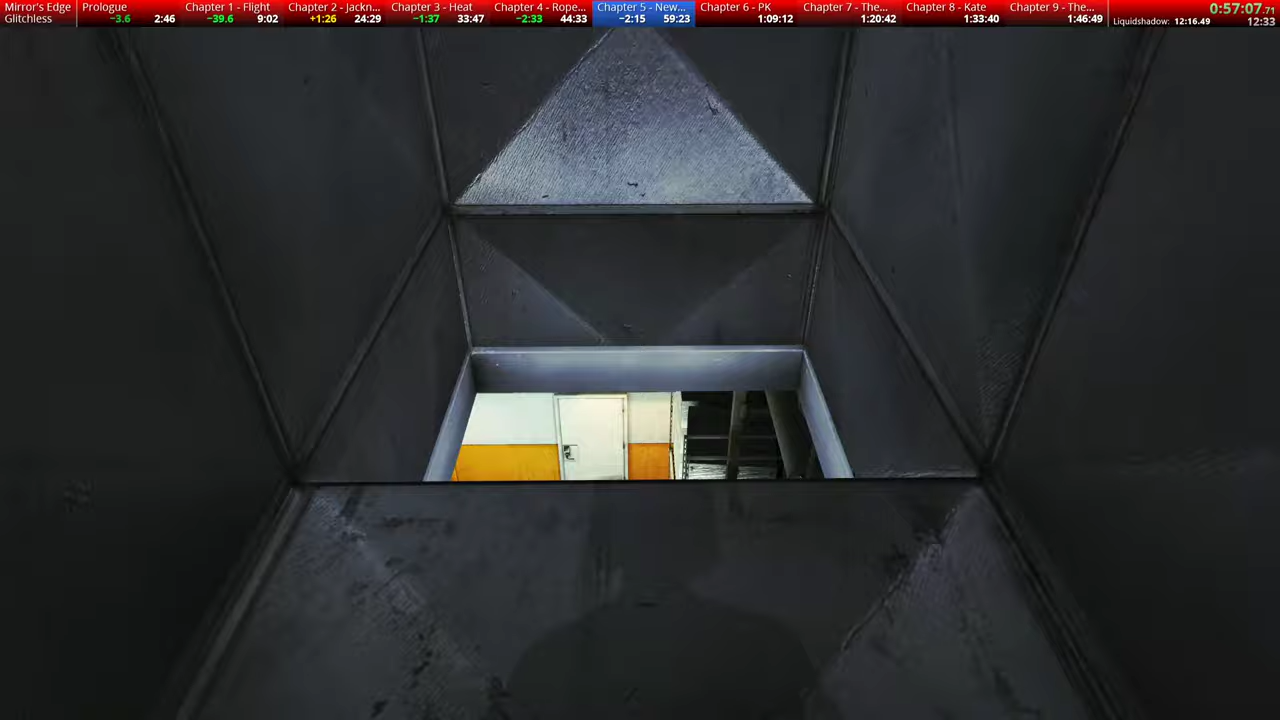 Mirror's Edge
Glitchless
Prologue
−3.6 2:46
Chapter 1 - Flight
−39.6 9:02
Chapter 2 - Jackn...
+1:26 24:29
Chapter 3 - Heat
−1:37 33:47
Chapter 4 - Rope...
−2:33 44:33
Chapter 5 - New...
−2:15 59:23
Chapter 6 - PK
1:09:12
Chapter 7 - The...
1:20:42
Chapter 8 - Kate
1:33:40
Chapter 9 - The...
1:46:49
0:57:07.71
Liquidshadow: 12:16.49 12:33